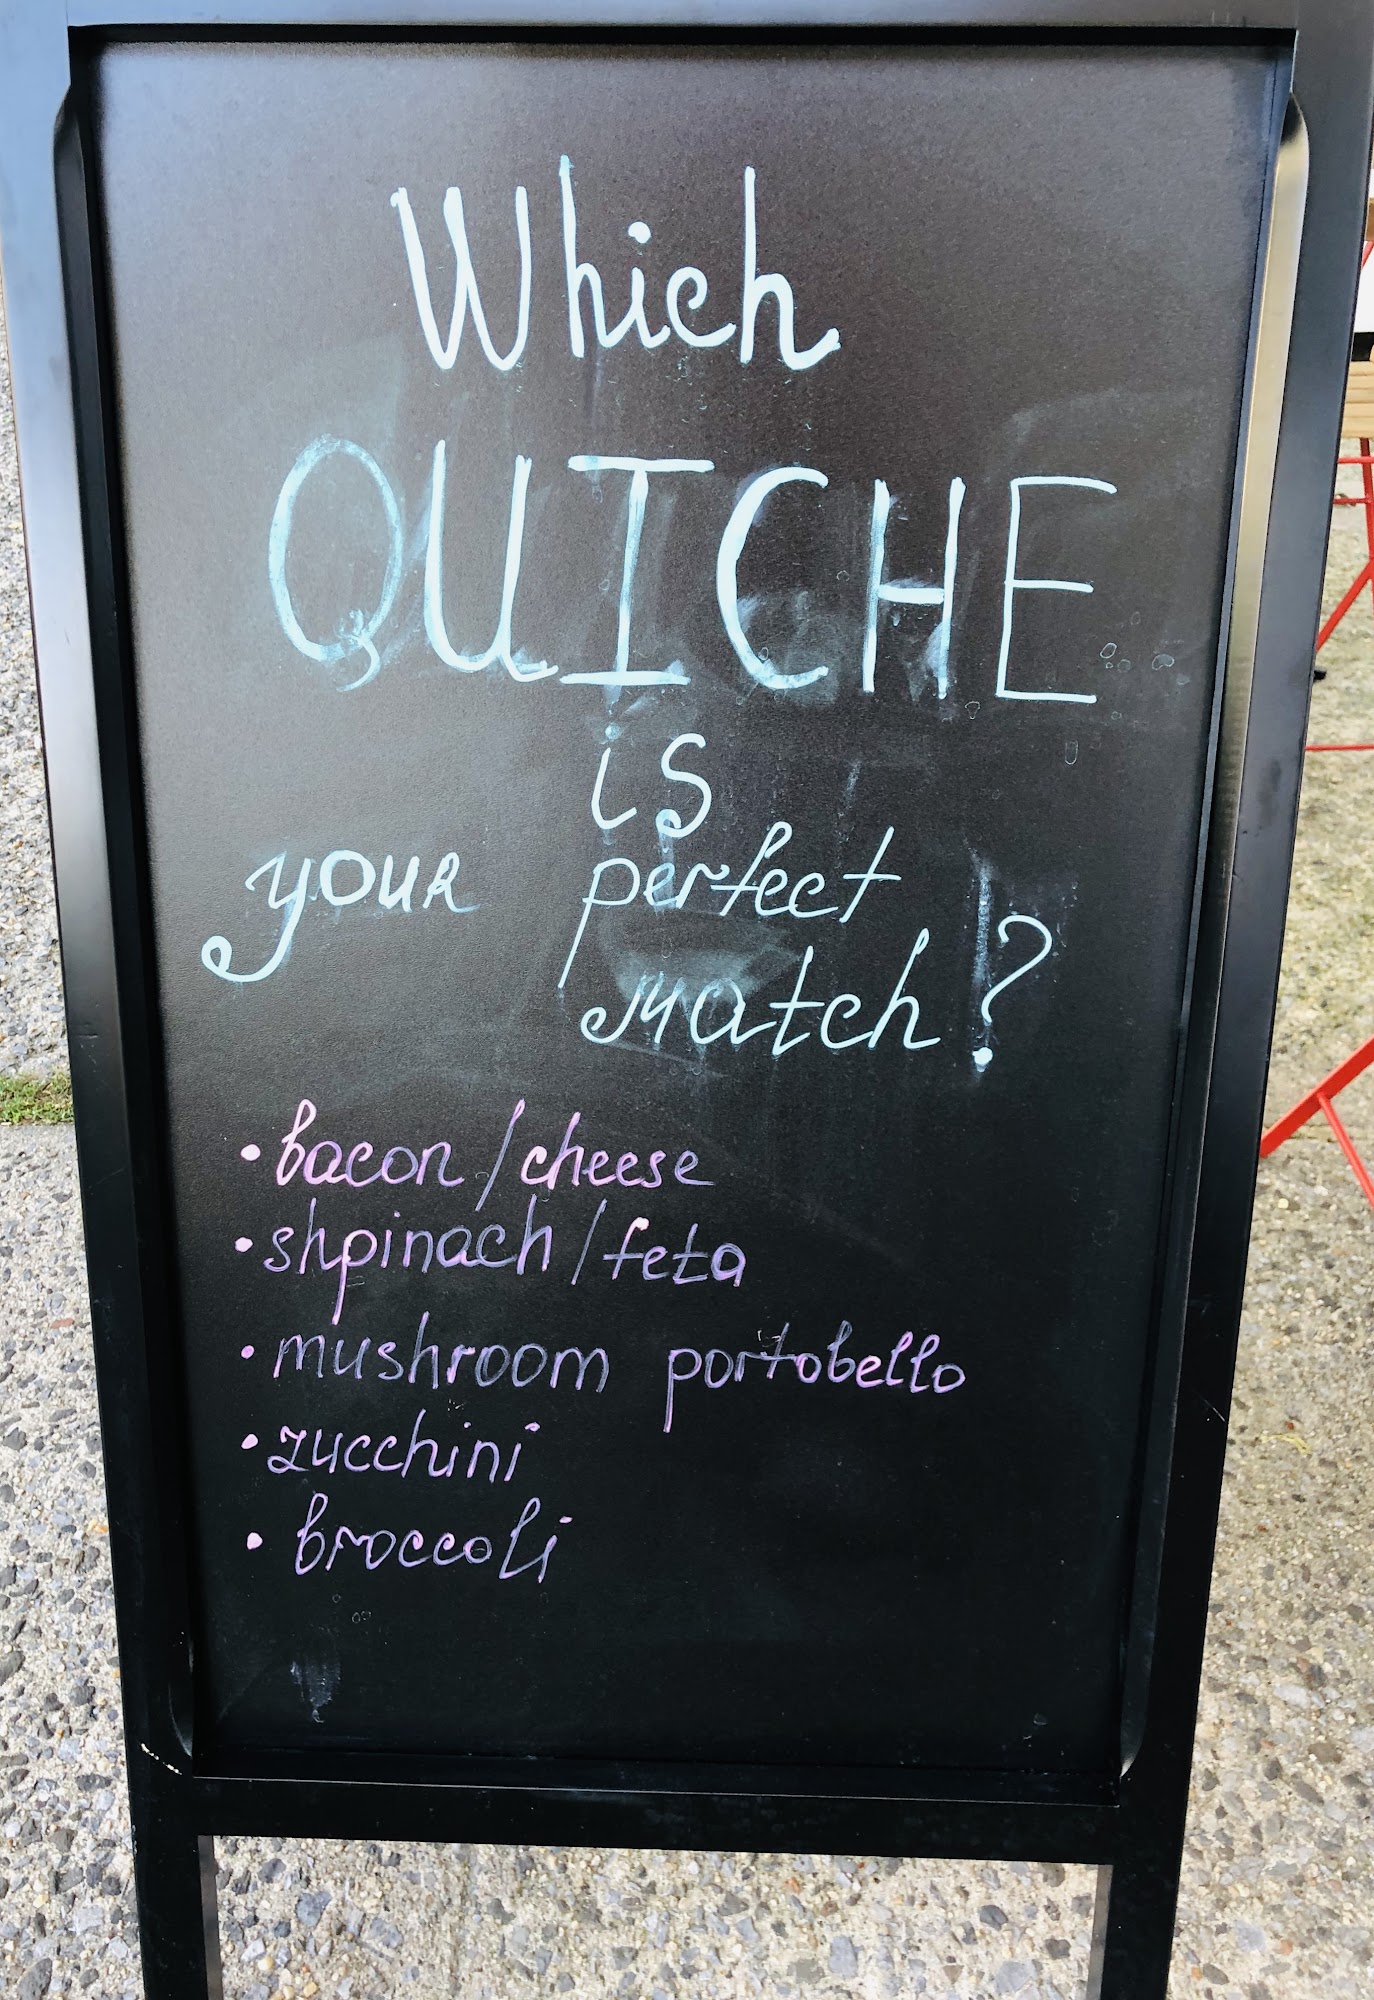 Which
QUICHE
is
your perfect
match?
• bacon/cheese
• shpinach/feta
• mushroom portobello
• zucchini
• broccoli